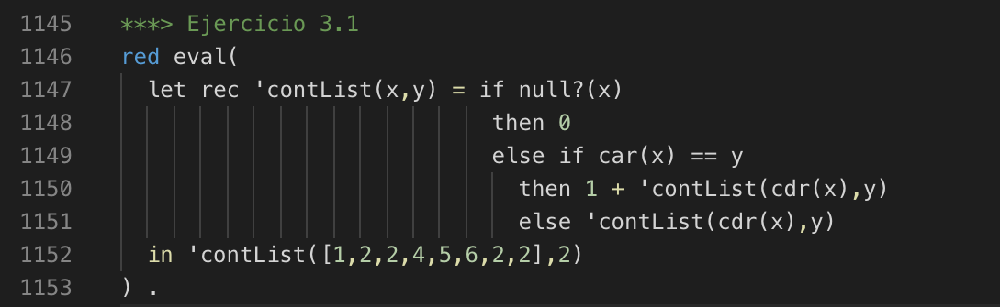 1145 ***> Ejercicio 3.1
1146 red eval(
1147 let rec 'contList(x,y) = if null?(x)
1148 then 0
1149 else if car(x) == y
1150 then 1 + 'contList(cdr(x),y)
1151 else 'contList(cdr(x),y)
1152 in 'contList([1,2,2,4,5,6,2,2],2)
1153 ) .